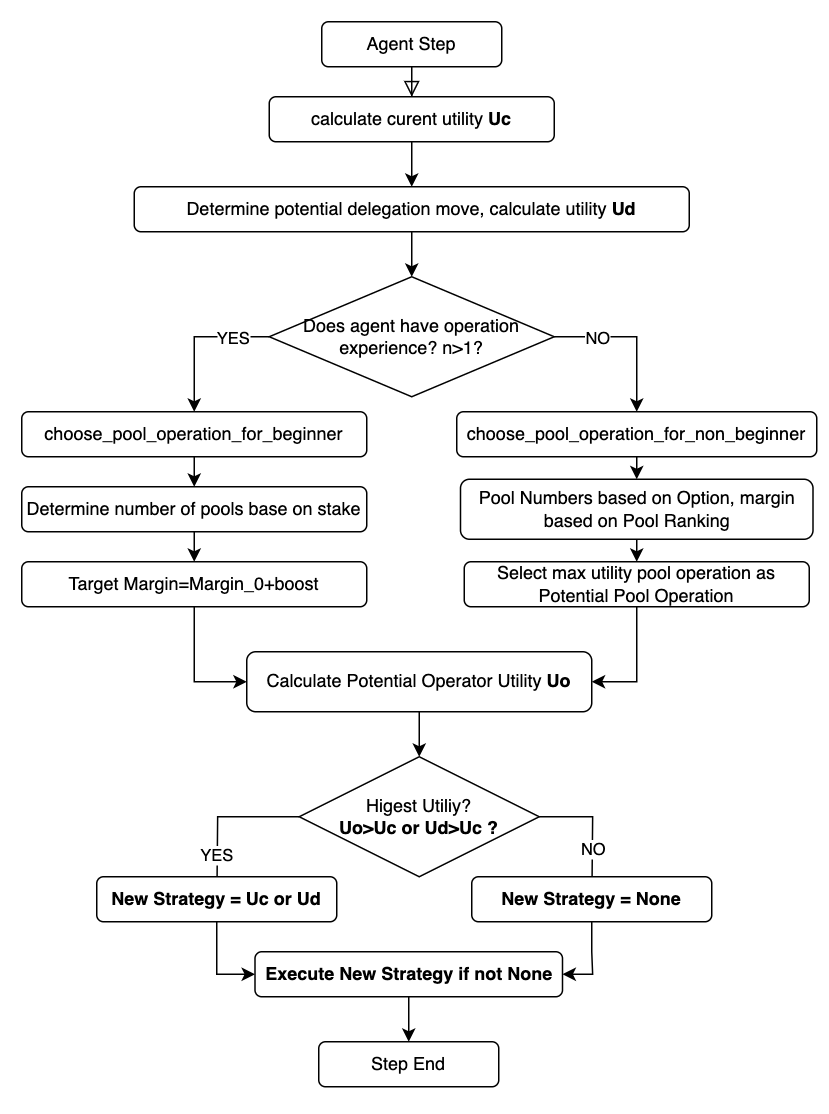 Agent Step
calculate curent utility Uc
Determine potential delegation move, calculate utility Ud
Does agent have operation
experience? n>1?
YES
NO
choose_pool_operation_for_beginner
choose_pool_operation_for_non_beginner
Determine number of pools base on stake
Pool Numbers based on Option, margin
based on Pool Ranking
Target Margin=Margin_0+boost
Select max utility pool operation as
Potential Pool Operation
Calculate Potential Operator Utility Uo
Higest Utiliy?
Uo>Uc or Ud>Uc ?
YES
NO
New Strategy = Uc or Ud
New Strategy = None
Execute New Strategy if not None
Step End